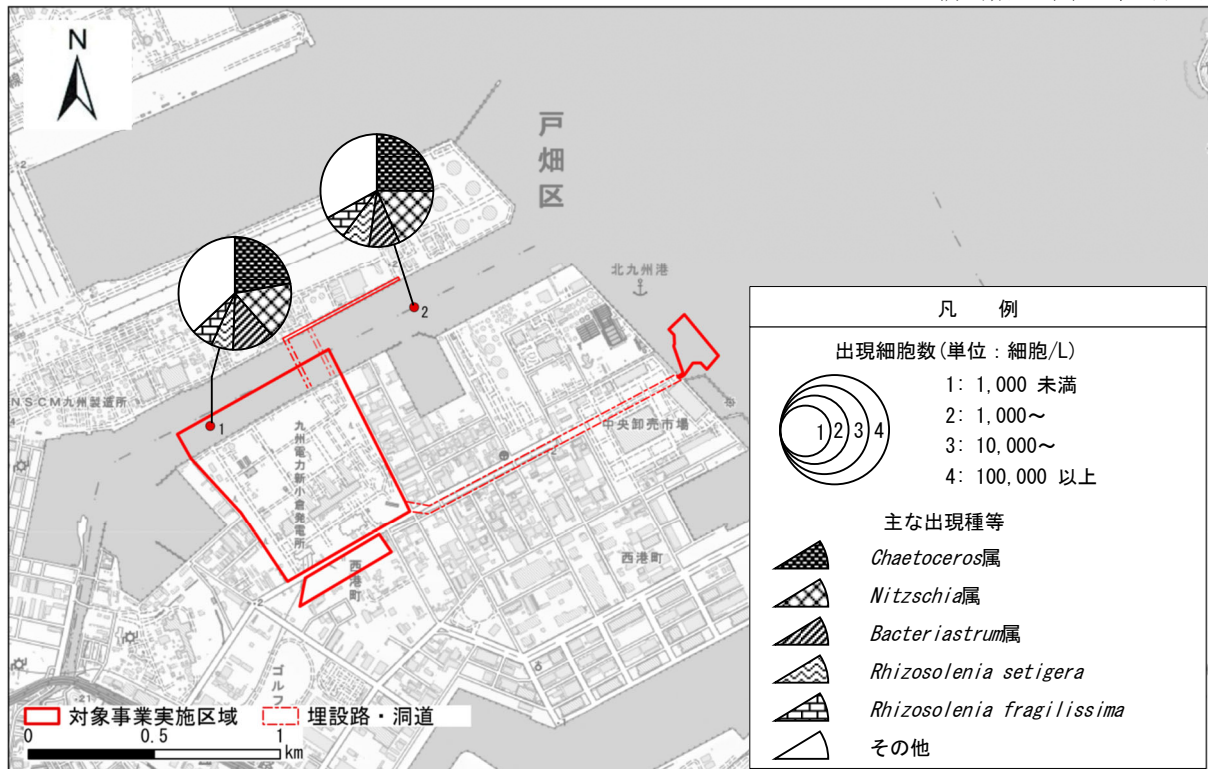 N
戸畑区
北九州港
2
1
NSCM九州製造所
九州電力新小倉発電所
中央卸売市場
西港町
西港町
ゴルフ
-2
-2
-2
-21
凡 例
出現細胞数(単位:細胞/L)
1 2 3 4
1: 1,000 未満
2: 1,000~
3: 10,000~
4: 100,000 以上
主な出現種等
Chaetoceros属
Nitzschia属
Bacteriastrum属
Rhizosolenia setigera
Rhizosolenia fragilissima
その他
対象事業実施区域 埋設路・洞道
0 0.5 1
km